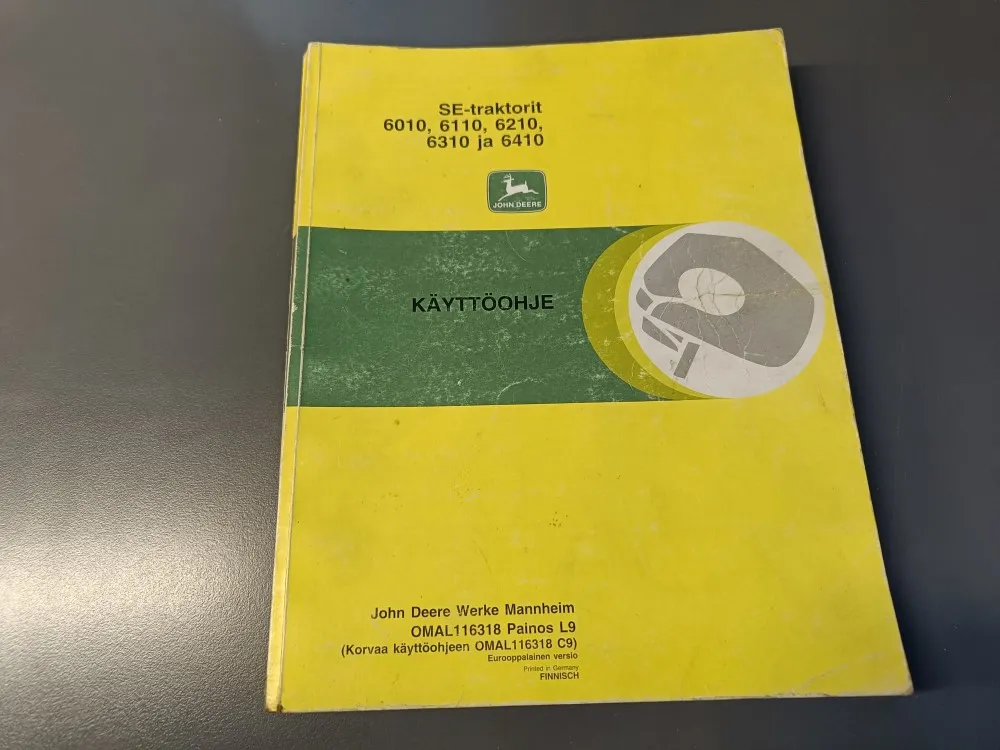 SE-traktorit
6010, 6110, 6210,
6310 ja 6410
JOHN DEERE
KÄYTTÖOHJE
John Deere Werke Mannheim
OMAL116318 Painos L9
(Korvaa käyttöohjeen OMAL116318 C9)
Eurooppalainen versio
Printed in Germany
FINNISCH